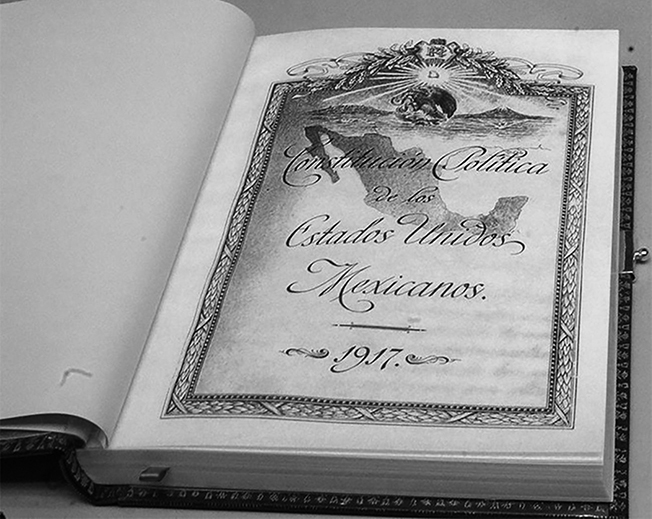 Constitución Política
de los
Estados Unidos
Mexicanos.
1917.